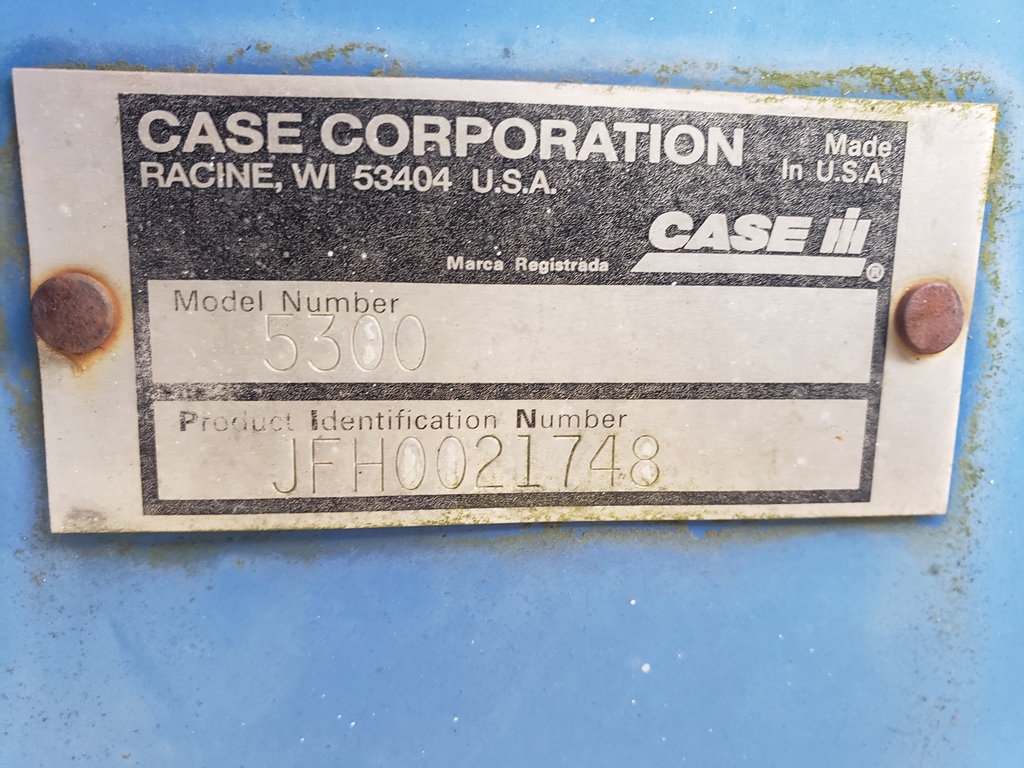 CASE CORPORATION
Made
RACINE, WI 53404 U.S.A.
In U.S.A.
CASE IH
Marca Registrada
®
Model Number
5300
Product Identification Number
JFH0021748